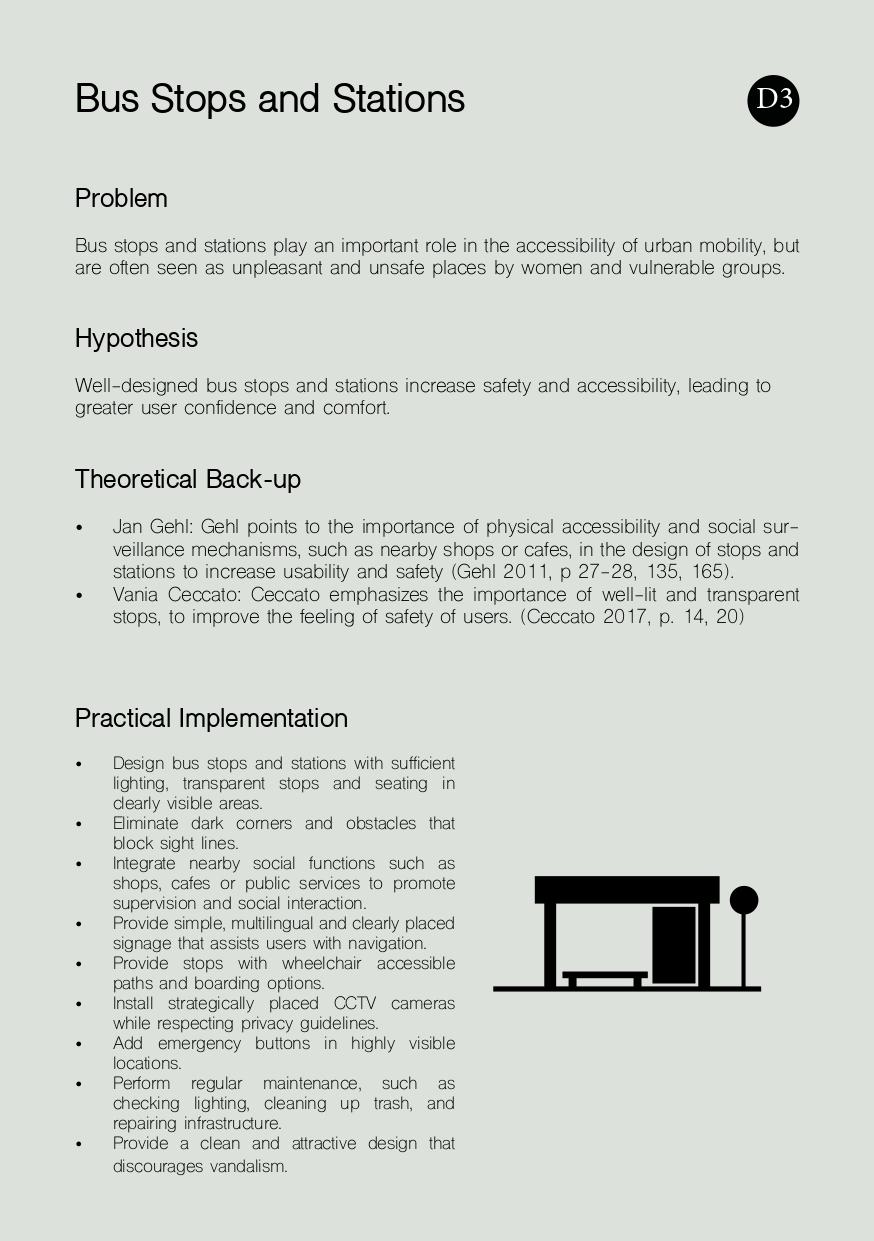 Bus Stops and Stations
D3
Problem
Bus stops and stations play an important role in the accessibility of urban mobility, but
are often seen as unpleasant and unsafe places by women and vulnerable groups.
Hypothesis
Well-designed bus stops and stations increase safety and accessibility, leading to
greater user confidence and comfort.
Theoretical Back-up
• Jan Gehl: Gehl points to the importance of physical accessibility and social sur-
veillance mechanisms, such as nearby shops or cafes, in the design of stops and
stations to increase usability and safety (Gehl 2011, p 27-28, 135, 165).
• Vania Ceccato: Ceccato emphasizes the importance of well-lit and transparent
stops, to improve the feeling of safety of users. (Ceccato 2017, p. 14, 20)
Practical Implementation
• Design bus stops and stations with sufficient
lighting, transparent stops and seating in
clearly visible areas.
• Eliminate dark corners and obstacles that
block sight lines.
• Integrate nearby social functions such as
shops, cafes or public services to promote
supervision and social interaction.
• Provide simple, multilingual and clearly placed
signage that assists users with navigation.
• Provide stops with wheelchair accessible
paths and boarding options.
• Install strategically placed CCTV cameras
while respecting privacy guidelines.
• Add emergency buttons in highly visible
locations.
• Perform regular maintenance, such as
checking lighting, cleaning up trash, and
repairing infrastructure.
• Provide a clean and attractive design that
discourages vandalism.